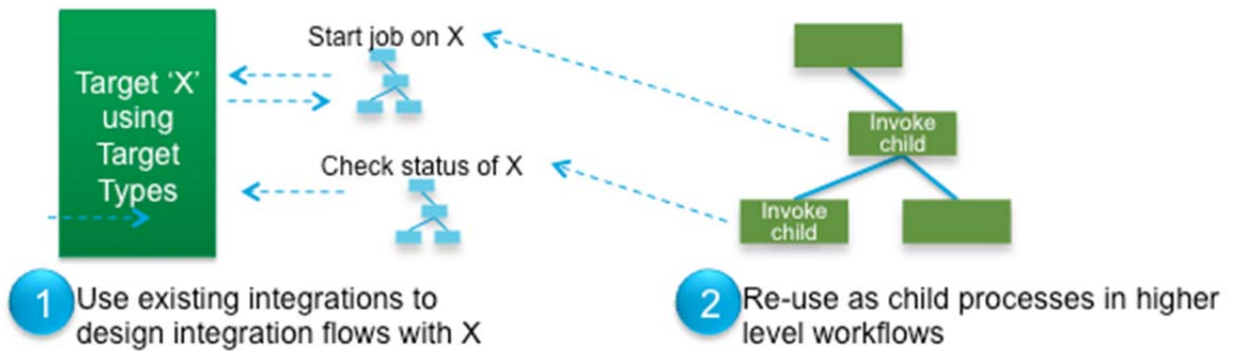 Target ‘X’
using
Target
Types
Start job on X
Check status of X
Invoke
child
Invoke
child
1
Use existing integrations to
design integration flows with X
2
Re-use as child processes in higher
level workflows